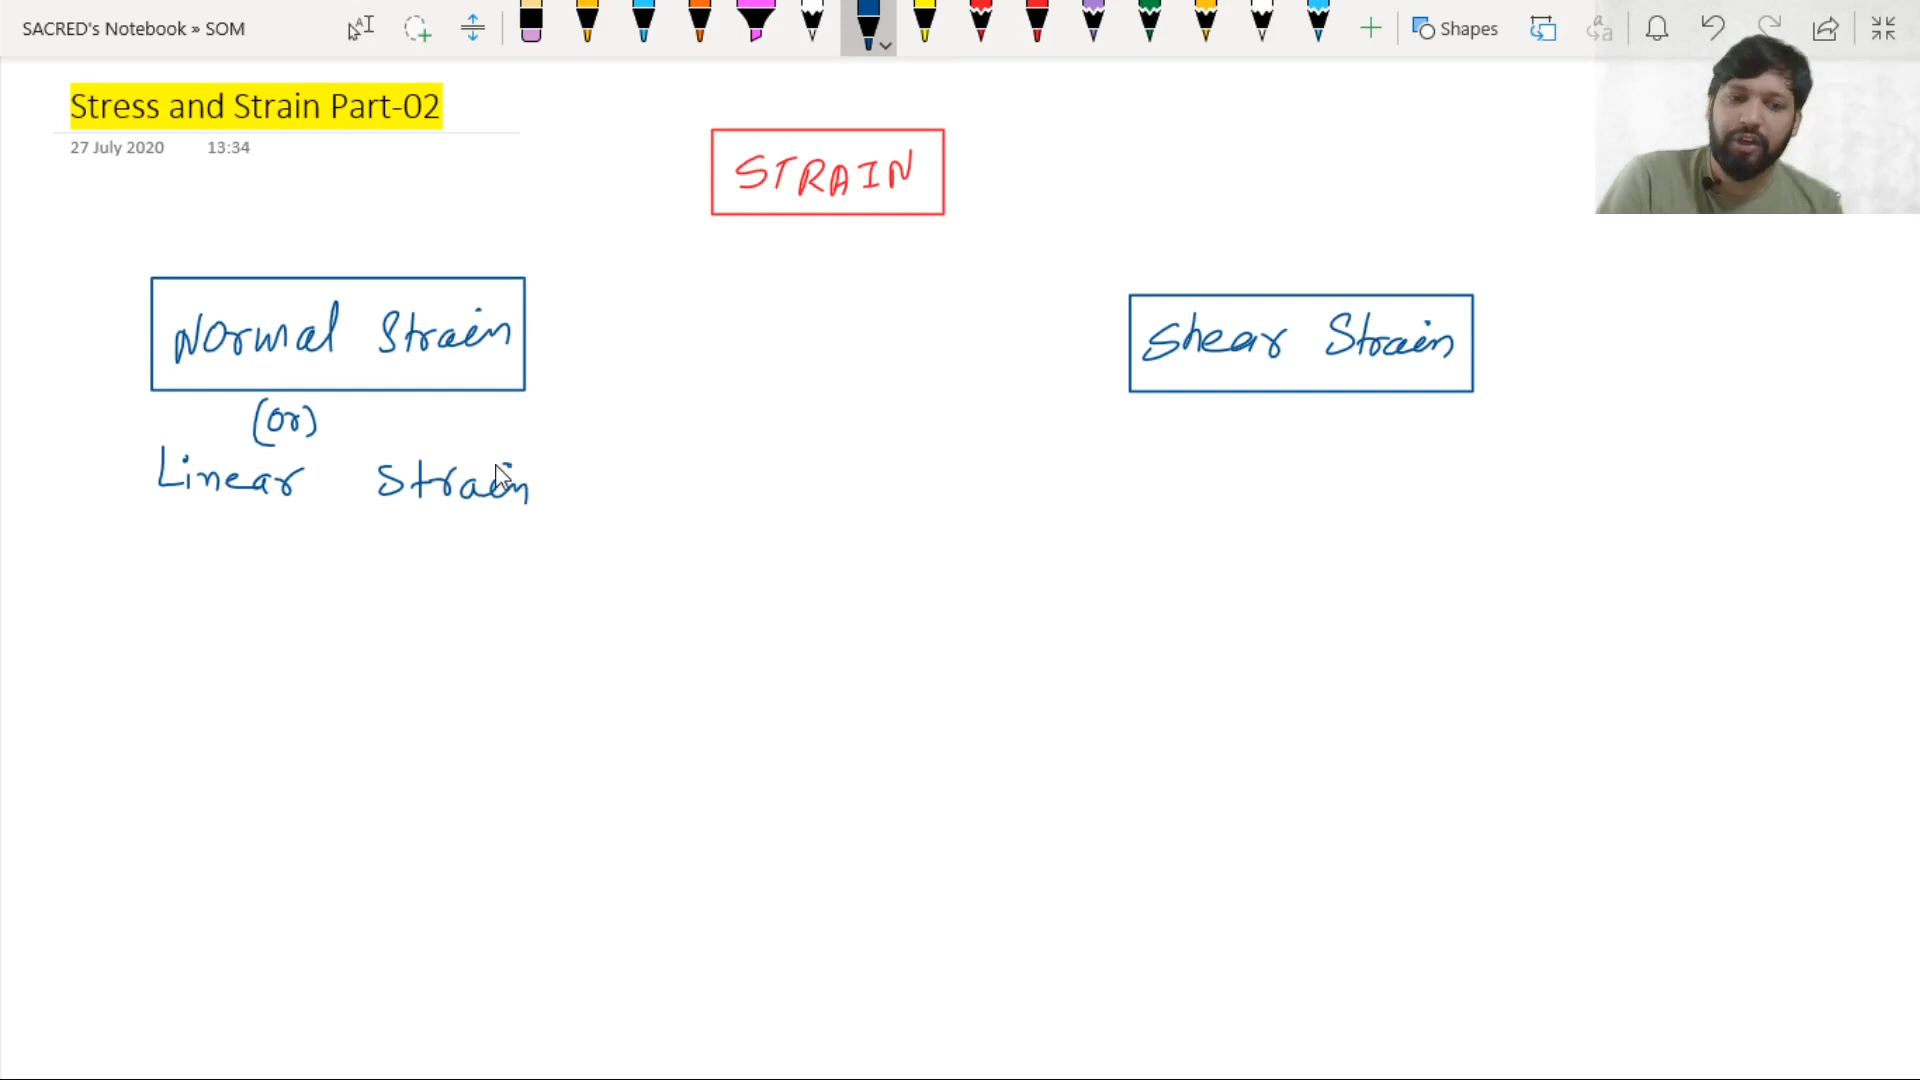 SACRED's Notebook » SOM
Shapes
Stress and Strain Part-02
27 July 2020 13:34
STRAIN
Normal Strain
Shear Strain
(or)
Linear Strain